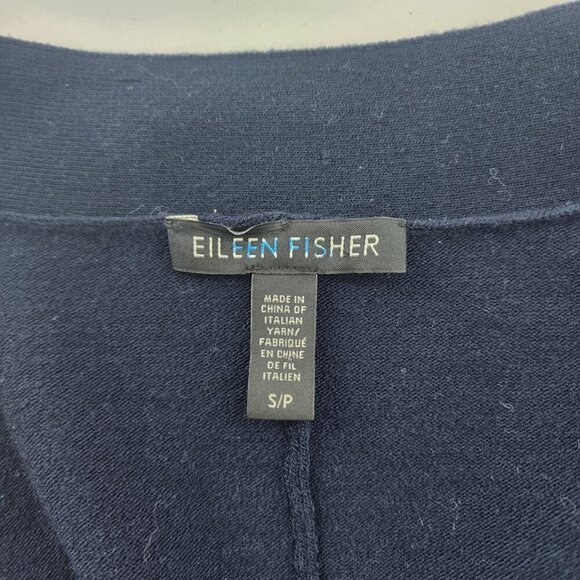 EILEEN FISHER
MADE IN
CHINA OF
ITALIAN
YARN/
FABRIQUÉ
EN CHINE
DE FIL
ITALIEN
S/P